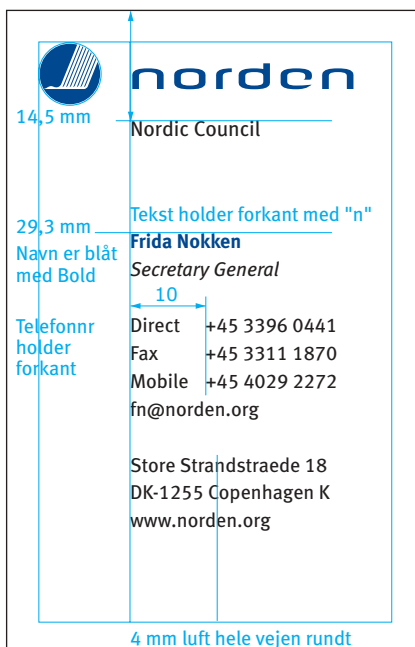 norden
14,5 mm
Nordic Council
Tekst holder forkant med "n"
29,3 mm
Frida Nokken
Navn er blåt
med Bold
Secretary General
10
Telefonnr
holder
forkant
Direct +45 3396 0441
Fax +45 3311 1870
Mobile +45 4029 2272
fn@norden.org
Store Strandstraede 18
DK-1255 Copenhagen K
www.norden.org
4 mm luft hele vejen rundt